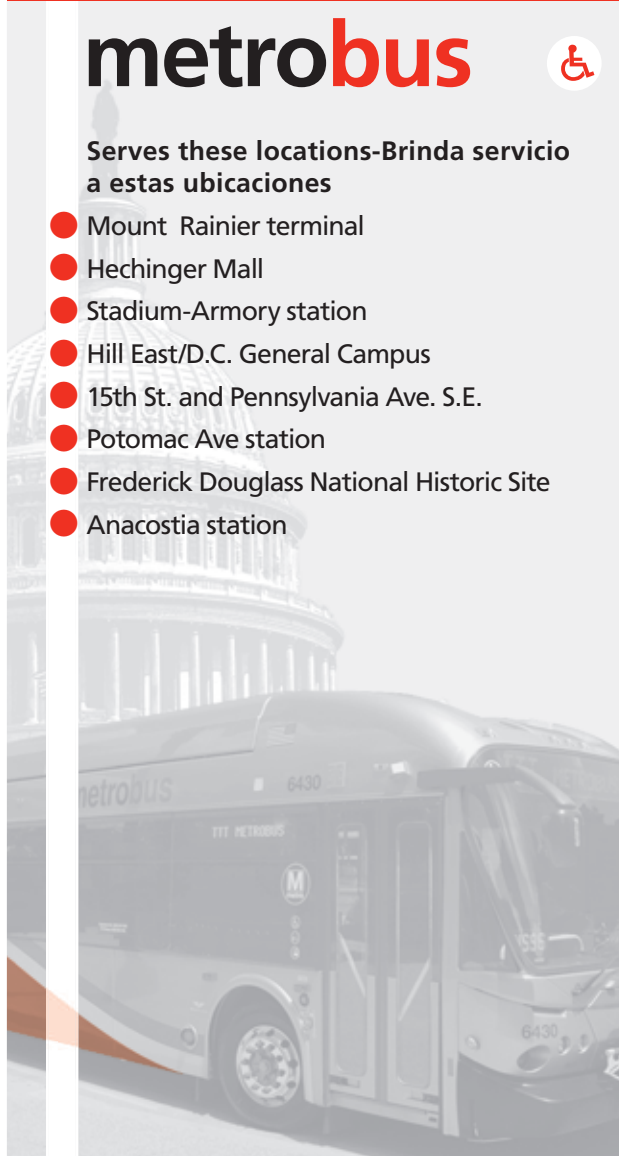 metrobus
Serves these locations-Brinda servicio
a estas ubicaciones
Mount Rainier terminal
Hechinger Mall
Stadium-Armory station
Hill East/D.C. General Campus
15th St. and Pennsylvania Ave. S.E.
Potomac Ave station
Frederick Douglass National Historic Site
Anacostia station
metrobus
6430
TTT METROBUS
M
6430